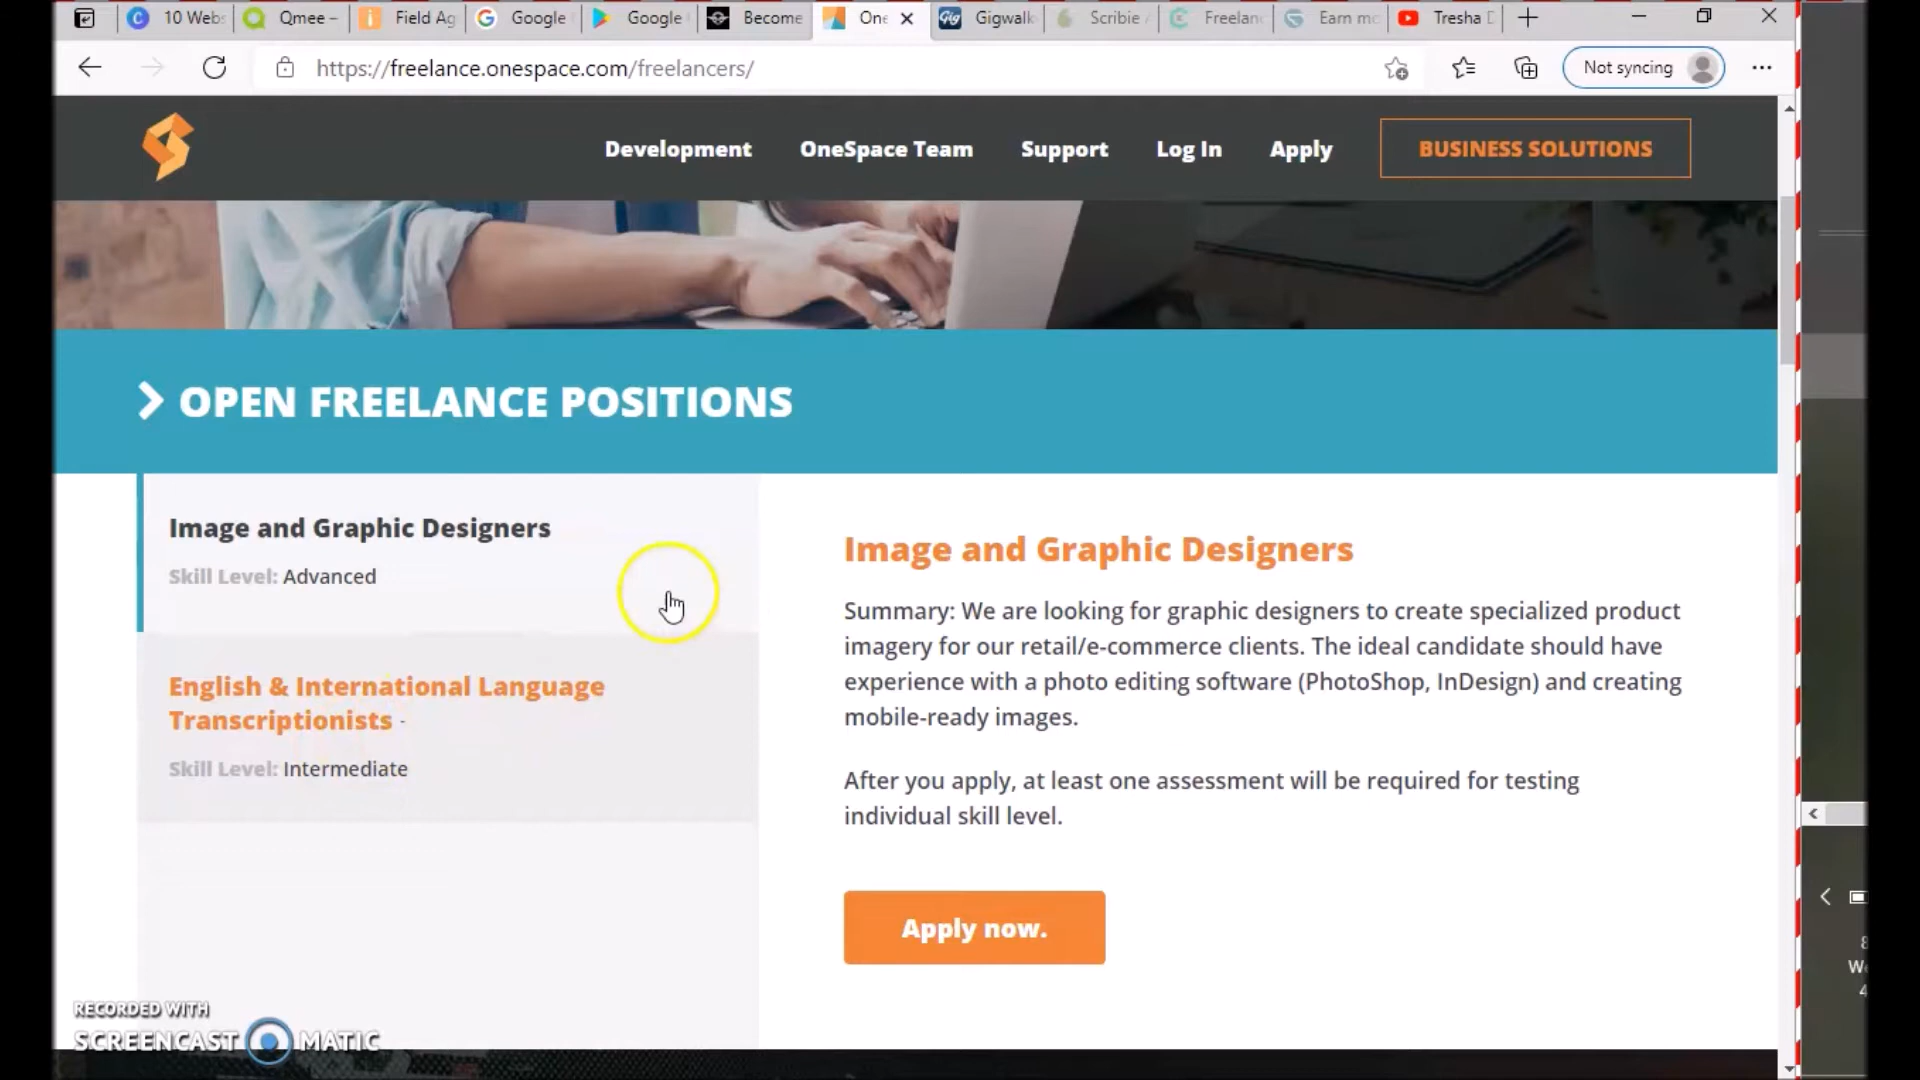 10 Webs
Qmee –
Field Ag
Google
Google
Become
One
Gig
Gigwalk
Scribie
Freelanc
Earn mo
Tresha D
https://freelance.onespace.com/freelancers/
Not syncing
Development
OneSpace Team
Support
Log In
Apply
BUSINESS SOLUTIONS
OPEN FREELANCE POSITIONS
Image and Graphic Designers
Skill Level: Advanced
English & International Language
Transcriptionists -
Skill Level: Intermediate
Image and Graphic Designers
Summary: We are looking for graphic designers to create specialized product
imagery for our retail/e-commerce clients. The ideal candidate should have
experience with a photo editing software (PhotoShop, InDesign) and creating
mobile-ready images.
After you apply, at least one assessment will be required for testing
individual skill level.
Apply now.
RECORDED WITH
SCREENCAST MATIC